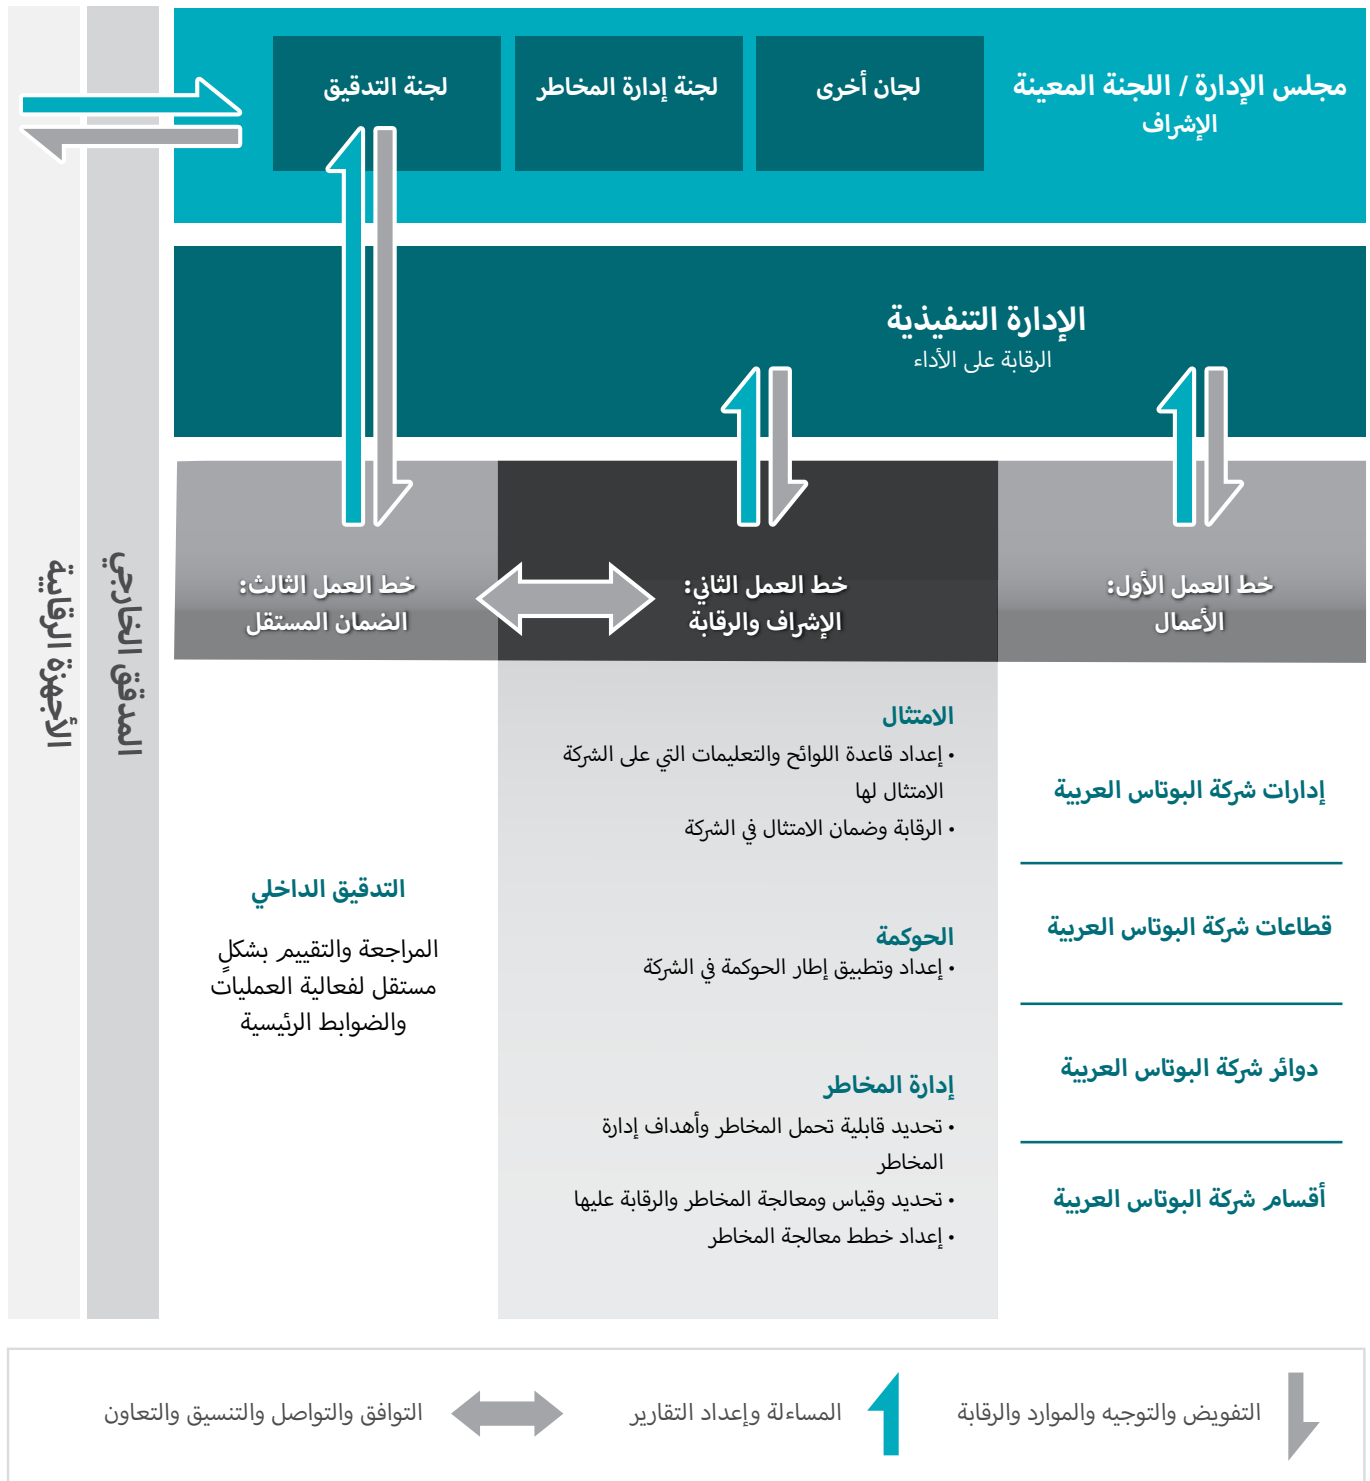 مجلس الإدارة / اللجنة المعينة
الإشراف
لجان أخرى
لجنة إدارة المخاطر
لجنة التدقيق
الإدارة التنفيذية
الرقابة على الأداء
خط العمل الأول:
الأعمال
خط العمل الثاني:
الإشراف والرقابة
خط العمل الثالث:
الضمان المستقل
إدارات شركة البوتاس العربية
قطاعات شركة البوتاس العربية
دوائر شركة البوتاس العربية
أقسام شركة البوتاس العربية
الامتثال
• إعداد قاعدة اللوائح والتعليمات التي على الشركة
الامتثال لها
• الرقابة وضمان الامتثال في الشركة
الحوكمة
• إعداد وتطبيق إطار الحوكمة في الشركة
إدارة المخاطر
• تحديد قابلية تحمل المخاطر وأهداف إدارة
المخاطر
• تحديد وقياس ومعالجة المخاطر والرقابة عليها
• إعداد خطط معالجة المخاطر
التدقيق الداخلي
المراجعة والتقييم بشكلٍ
مستقل لفعالية العمليات
والضوابط الرئيسية
المدقق الخارجي
الأجهزة الرقابية
التفويض والتوجيه والموارد والرقابة
المساءلة وإعداد التقارير
التوافق والتواصل والتنسيق والتعاون